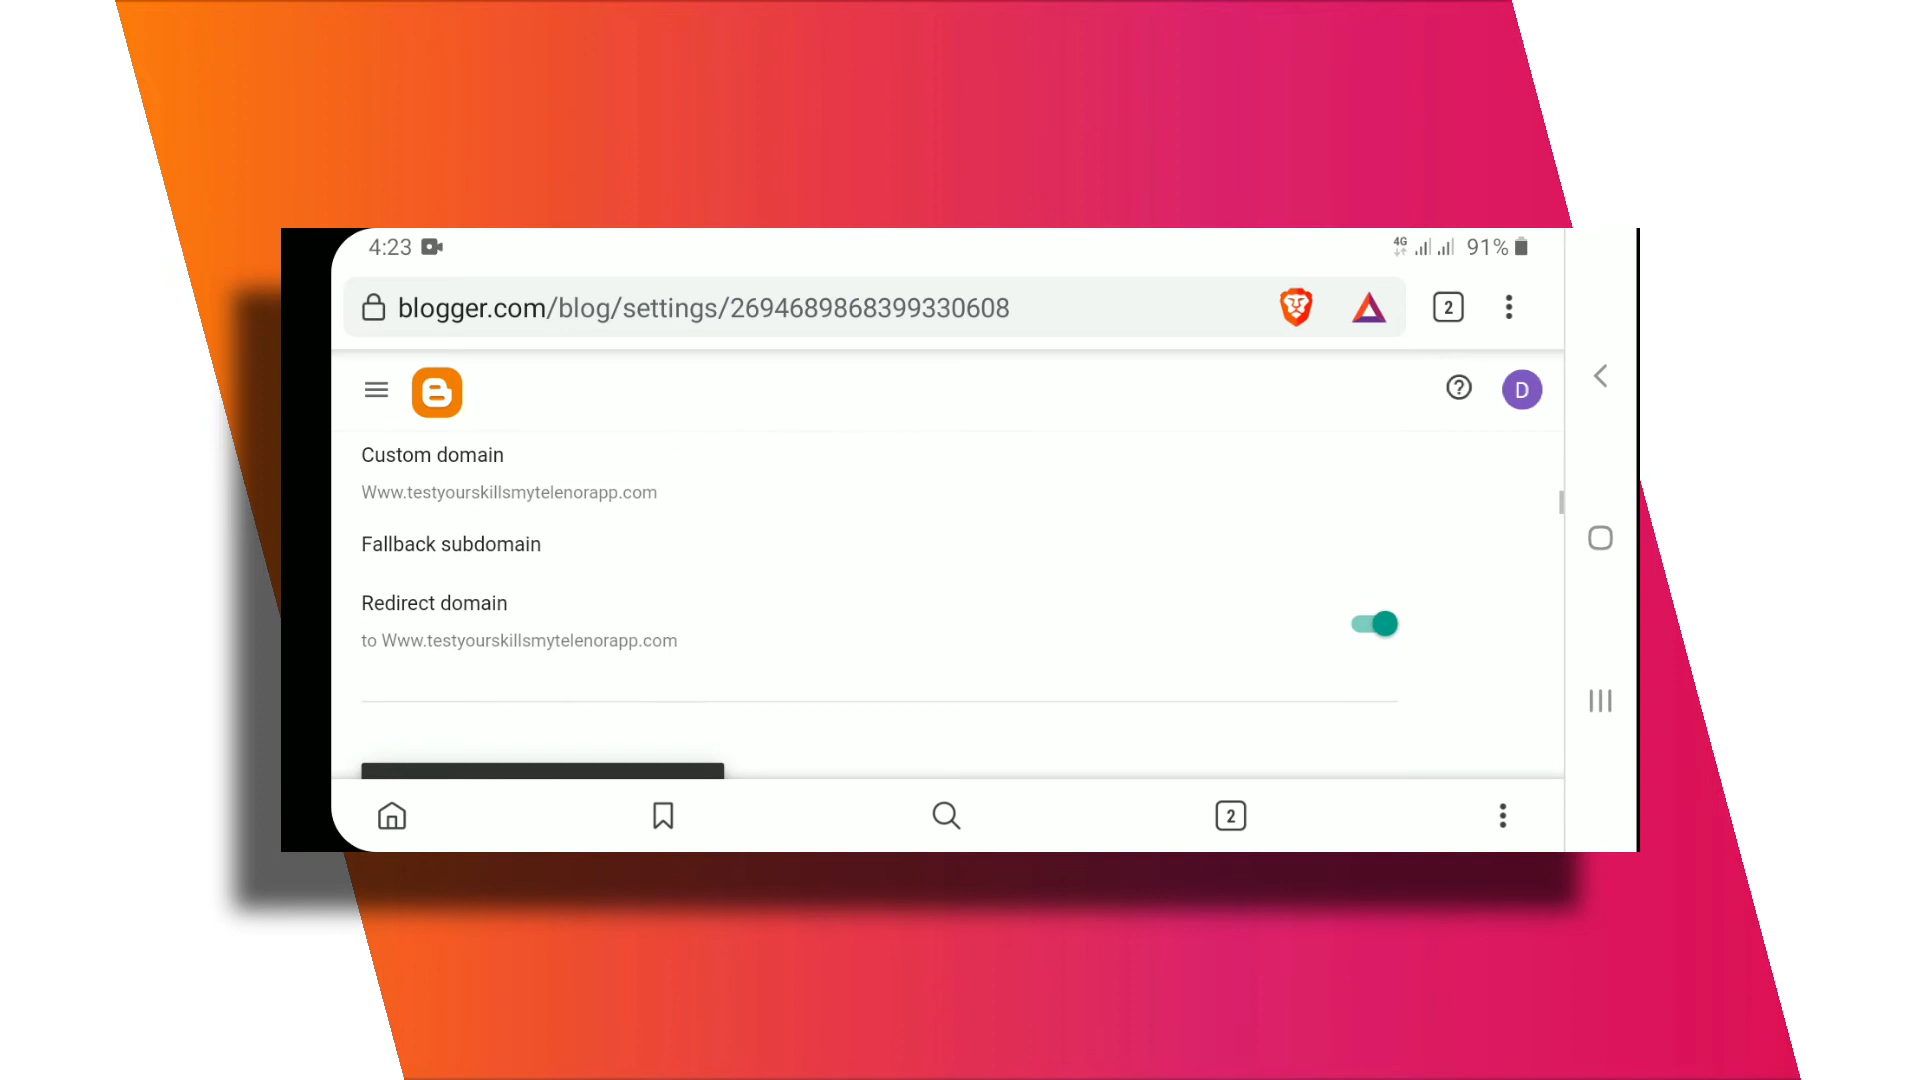 4:23
4G 91%
blogger.com/blog/settings/2694689868399330608
2
D
Custom domain
Www.testyourskillsmytelenorapp.com
Fallback subdomain
Redirect domain
to Www.testyourskillsmytelenorapp.com
2